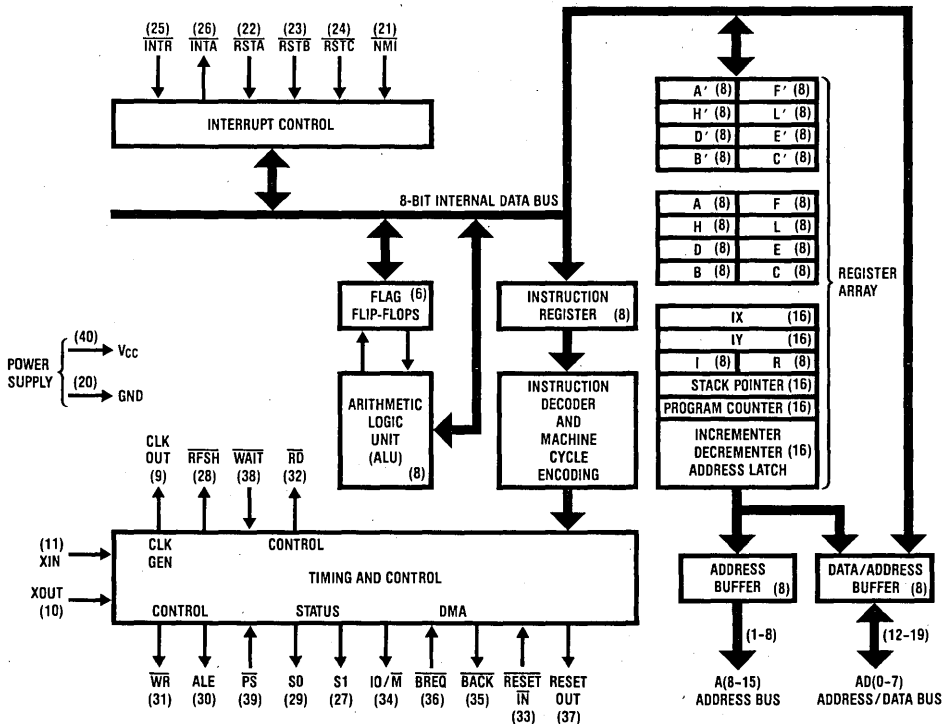 (25) (26) (22) (23) (24) (21)
INTR INTA RSTA RSTB RSTC NMI
INTERRUPT CONTROL
8-BIT INTERNAL DATA BUS
A' (8) F' (8)
H' (8) L' (8)
D' (8) E' (8)
B' (8) C' (8)
A (8) F (8)
H (8) L (8)
D (8) E (8)
B (8) C (8)
REGISTER
ARRAY
IX (16)
IY (16)
I (8) R (8)
STACK POINTER (16)
PROGRAM COUNTER (16)
INCREMENTER
DECREMENTER (16)
ADDRESS LATCH
FLAG (6)
FLIP-FLOPS
INSTRUCTION
REGISTER (8)
ARITHMETIC
LOGIC
UNIT
(ALU)
(8)
INSTRUCTION
DECODER
AND
MACHINE
CYCLE
ENCODING
POWER
SUPPLY
(40) VCC
(20) GND
CLK
OUT RFSH WAIT RD
(9) (28) (38) (32)
(11)
XIN
XOUT
(10)
CLK
GEN
CONTROL
TIMING AND CONTROL
CONTROL STATUS DMA
WR ALE PS S0 S1 IO/M BREQ BACK RESET IN RESET OUT
(31) (30) (39) (29) (27) (34) (36) (35) (33) (37)
ADDRESS
BUFFER (8)
DATA/ADDRESS
BUFFER (8)
(1-8) (12-19)
A(8-15)
ADDRESS BUS
AD(0-7)
ADDRESS/DATA BUS